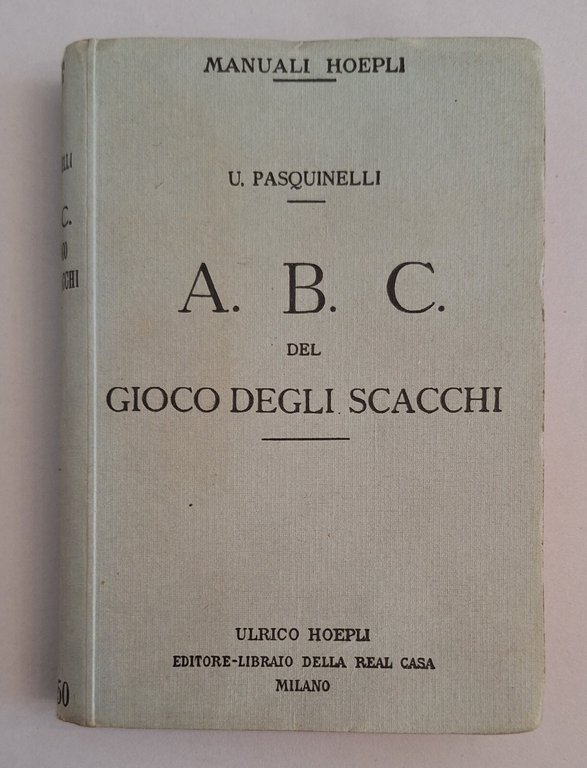 MANUALI HOEPLI
U. PASQUINELLI
A. B. C.
DEL
GIOCO DEGLI SCACCHI
ULRICO HOEPLI
EDITORE-LIBRAIO DELLA REAL CASA
MILANO